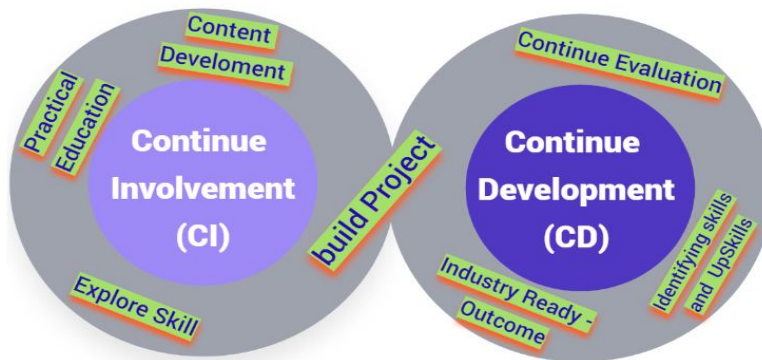 Content
Develoment
Practical
Education
Continue
Involvement
(CI)
Explore Skill
build Project
Continue Evaluation
Continue
Development
(CD)
Identifying skills
and UpSkills
Industry Ready -
Outcome